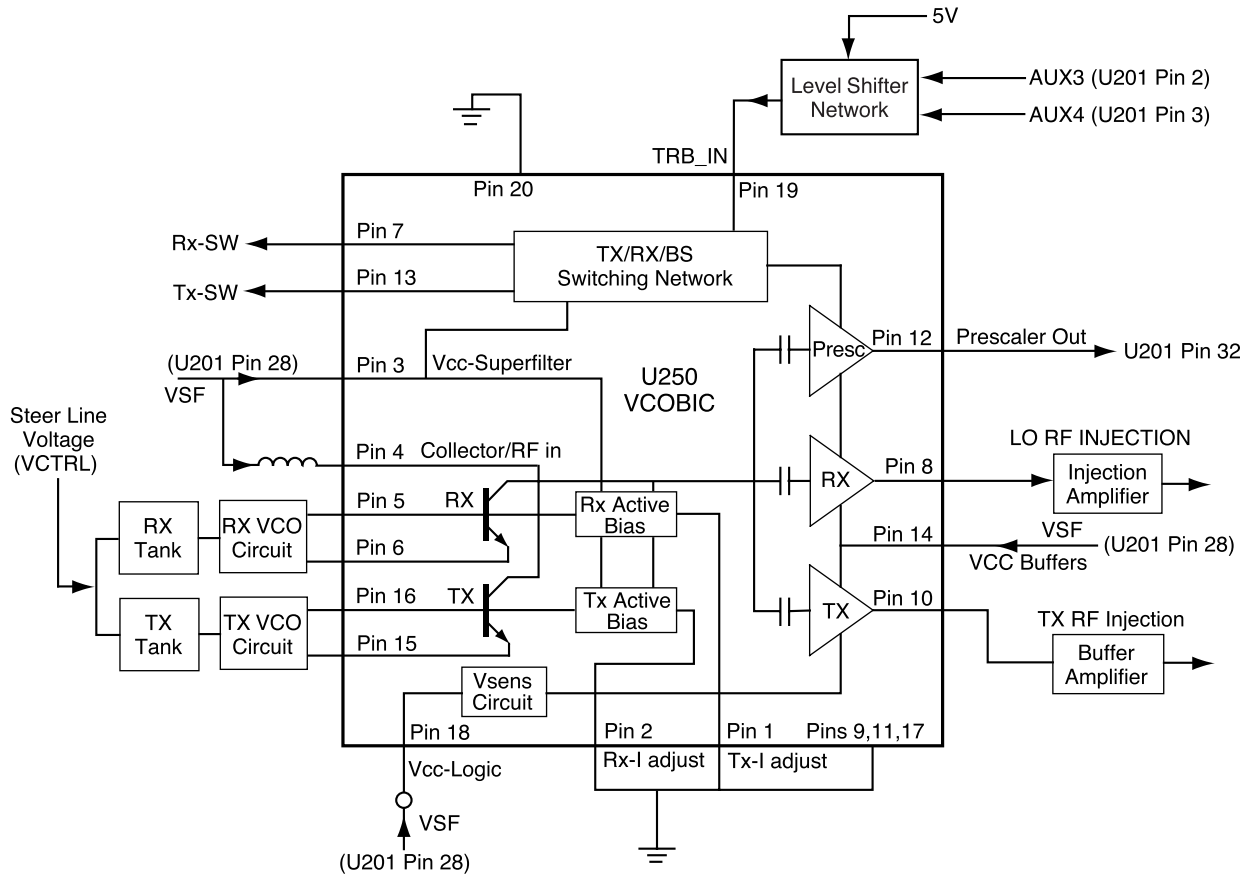 5V
Level Shifter
Network
AUX3 (U201 Pin 2)
AUX4 (U201 Pin 3)
TRB_IN
Pin 20
Pin 19
Rx-SW
Pin 7
Tx-SW
Pin 13
TX/RX/BS
Switching Network
(U201 Pin 28)
VSF
Pin 3
Vcc-Superfilter
U250
VCOBIC
Presc
Pin 12
Prescaler Out
U201 Pin 32
Steer Line
Voltage
(VCTRL)
Pin 4
Collector/RF in
LO RF INJECTION
RX
Pin 8
Injection
Amplifier
RX
Tank
RX VCO
Circuit
Pin 5
Pin 6
RX
Rx Active
Bias
Pin 14
VSF
VCC Buffers
(U201 Pin 28)
TX
Tank
TX VCO
Circuit
Pin 16
Pin 15
TX
Tx Active
Bias
TX
Pin 10
TX RF Injection
Buffer
Amplifier
Vsens
Circuit
Pin 18
Pin 2
Pin 1
Pins 9,11,17
Vcc-Logic
Rx-I adjust
Tx-I adjust
VSF
(U201 Pin 28)